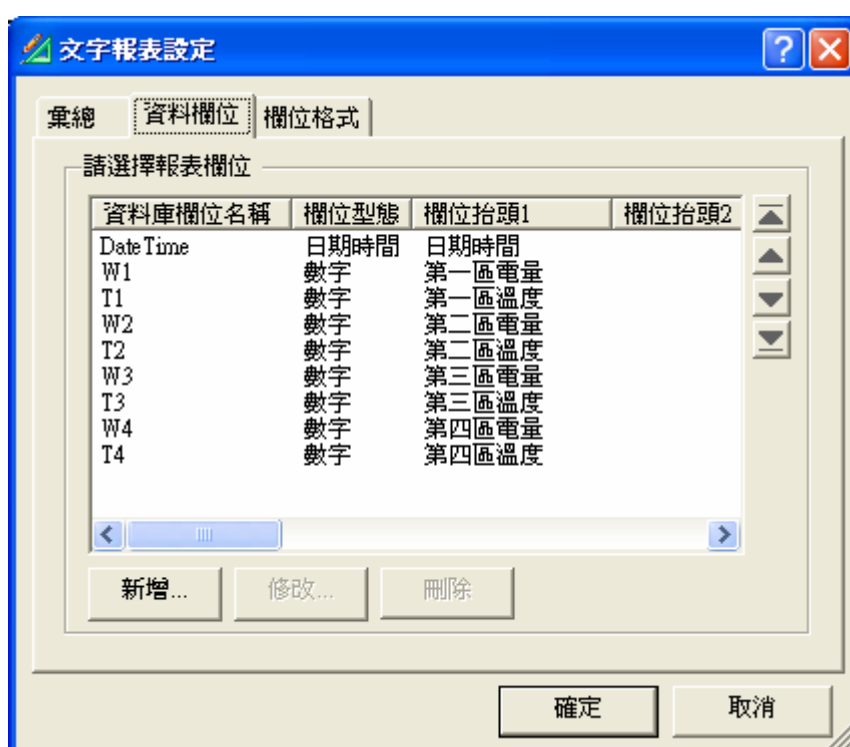 文字報表設定
彙總 資料欄位 欄位格式
請選擇報表欄位
資料庫欄位名稱 欄位型態 欄位抬頭1 欄位抬頭2
DateTime 日期時間 日期時間
W1 數字 第一區電量
T1 數字 第一區溫度
W2 數字 第二區電量
T2 數字 第二區溫度
W3 數字 第三區電量
T3 數字 第三區溫度
W4 數字 第四區電量
T4 數字 第四區溫度
新增... 修改... 刪除
確定 取消